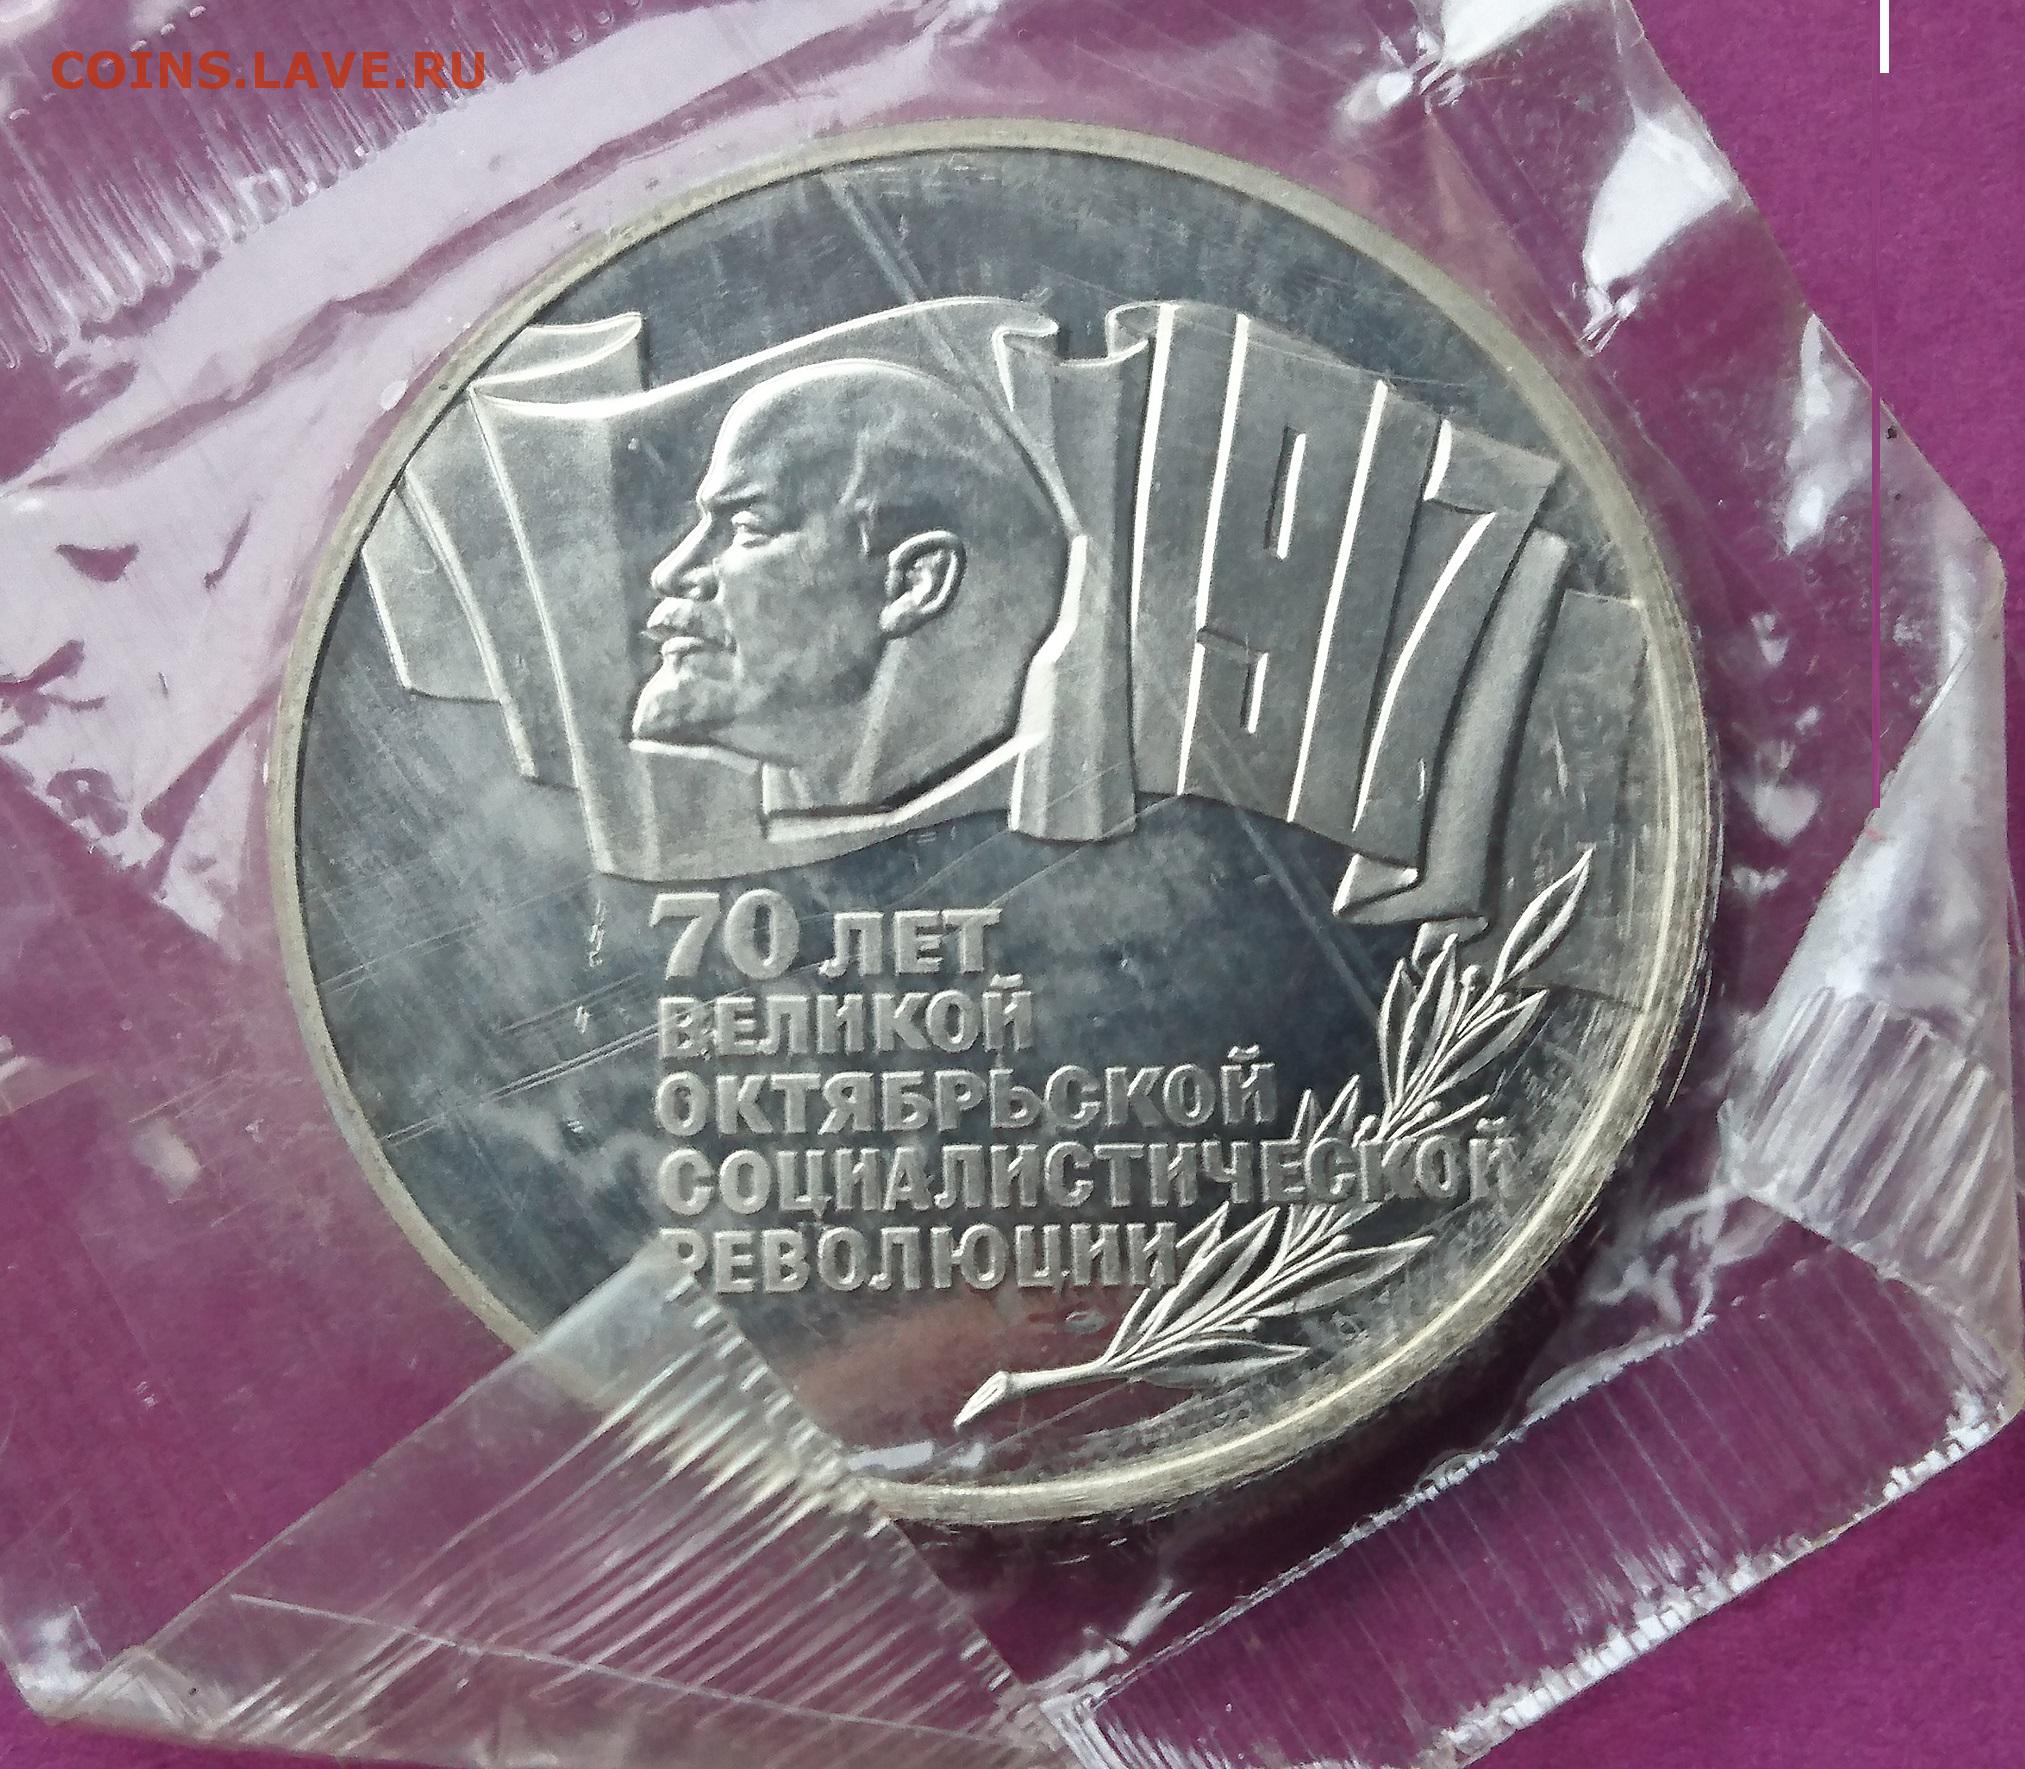 COINS.LAVE.RU
1917
70 ЛЕТ
ВЕЛИКОЙ
ОКТЯБРЬСКОЙ
СОЦИАЛИСТИЧЕСКОЙ
РЕВОЛЮЦИИ